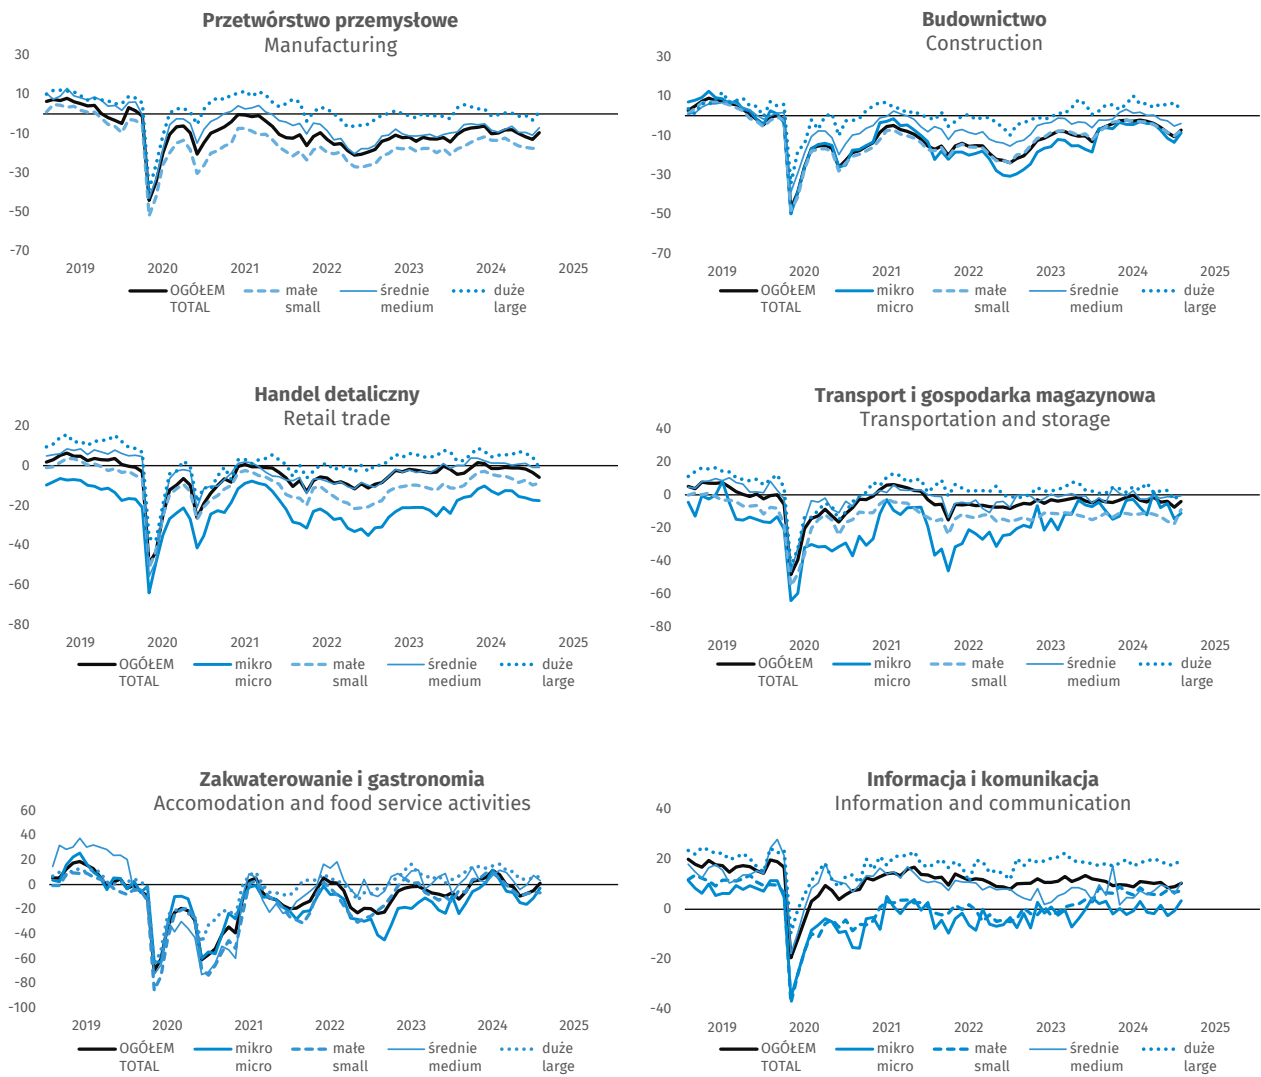 Przetwórstwo przemysłowe
Manufacturing
30
10
-10
-30
-50
-70
2019 2020 2021 2022 2023 2024 2025
OGÓŁEM małe średnie duże
TOTAL small medium large
Budownictwo
Construction
30
10
-10
-30
-50
-70
2019 2020 2021 2022 2023 2024 2025
OGÓŁEM mikro małe średnie duże
TOTAL micro small medium large
Handel detaliczny
Retail trade
20
0
-20
-40
-60
-80
2019 2020 2021 2022 2023 2024 2025
OGÓŁEM mikro małe średnie duże
TOTAL micro small medium large
Transport i gospodarka magazynowa
Transportation and storage
40
20
0
-20
-40
-60
-80
2019 2020 2021 2022 2023 2024 2025
OGÓŁEM mikro małe średnie duże
TOTAL micro small medium large
Zakwaterowanie i gastronomia
Accomodation and food service activities
60
40
20
0
-20
-40
-60
-80
-100
2019 2020 2021 2022 2023 2024 2025
OGÓŁEM mikro małe średnie duże
TOTAL micro small medium large
Informacja i komunikacja
Information and communication
40
20
0
-20
-40
2019 2020 2021 2022 2023 2024 2025
OGÓŁEM mikro małe średnie duże
TOTAL micro small medium large